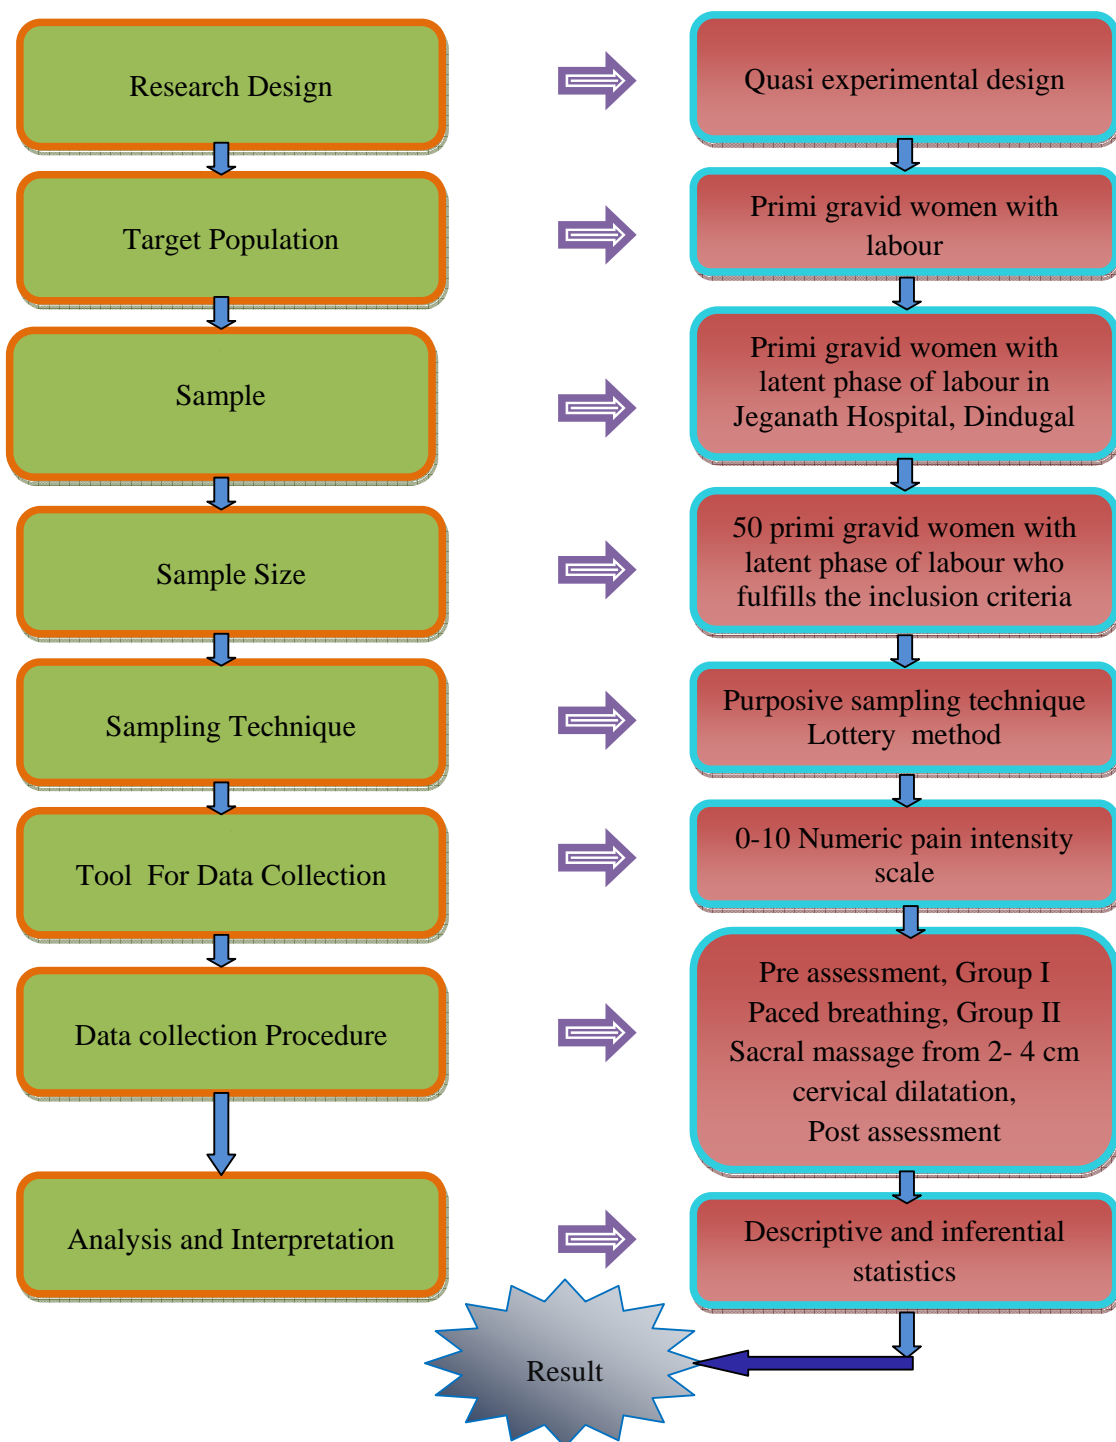 Research Design
Quasi experimental design
Target Population
Primi gravid women with
labour
Sample
Primi gravid women with
latent phase of labour in
Jeganath Hospital, Dindugal
Sample Size
50 primi gravid women with
latent phase of labour who
fulfills the inclusion criteria
Sampling Technique
Purposive sampling technique
Lottery  method
Tool  For Data Collection
0-10 Numeric pain intensity
scale
Data collection Procedure
Pre assessment, Group I
Paced breathing, Group II
Sacral massage from 2- 4 cm
cervical dilatation,
Post assessment
Analysis and Interpretation
Descriptive and inferential
statistics
Result